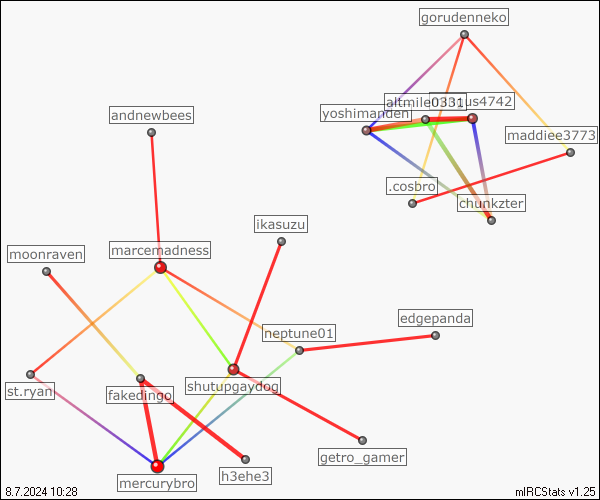 gorudenneko
altmile0331
us4742
yoshimanden
andnewbees
maddiee3773
.cosbro
chunkzter
ikasuzu
marcemadness
moonraven
edgepanda
neptune01
st.ryan
fakedingo
shutupgaydog
getro_gamer
h3ehe3
mercurybro
8.7.2024 10:28
mIRCStats v1.25